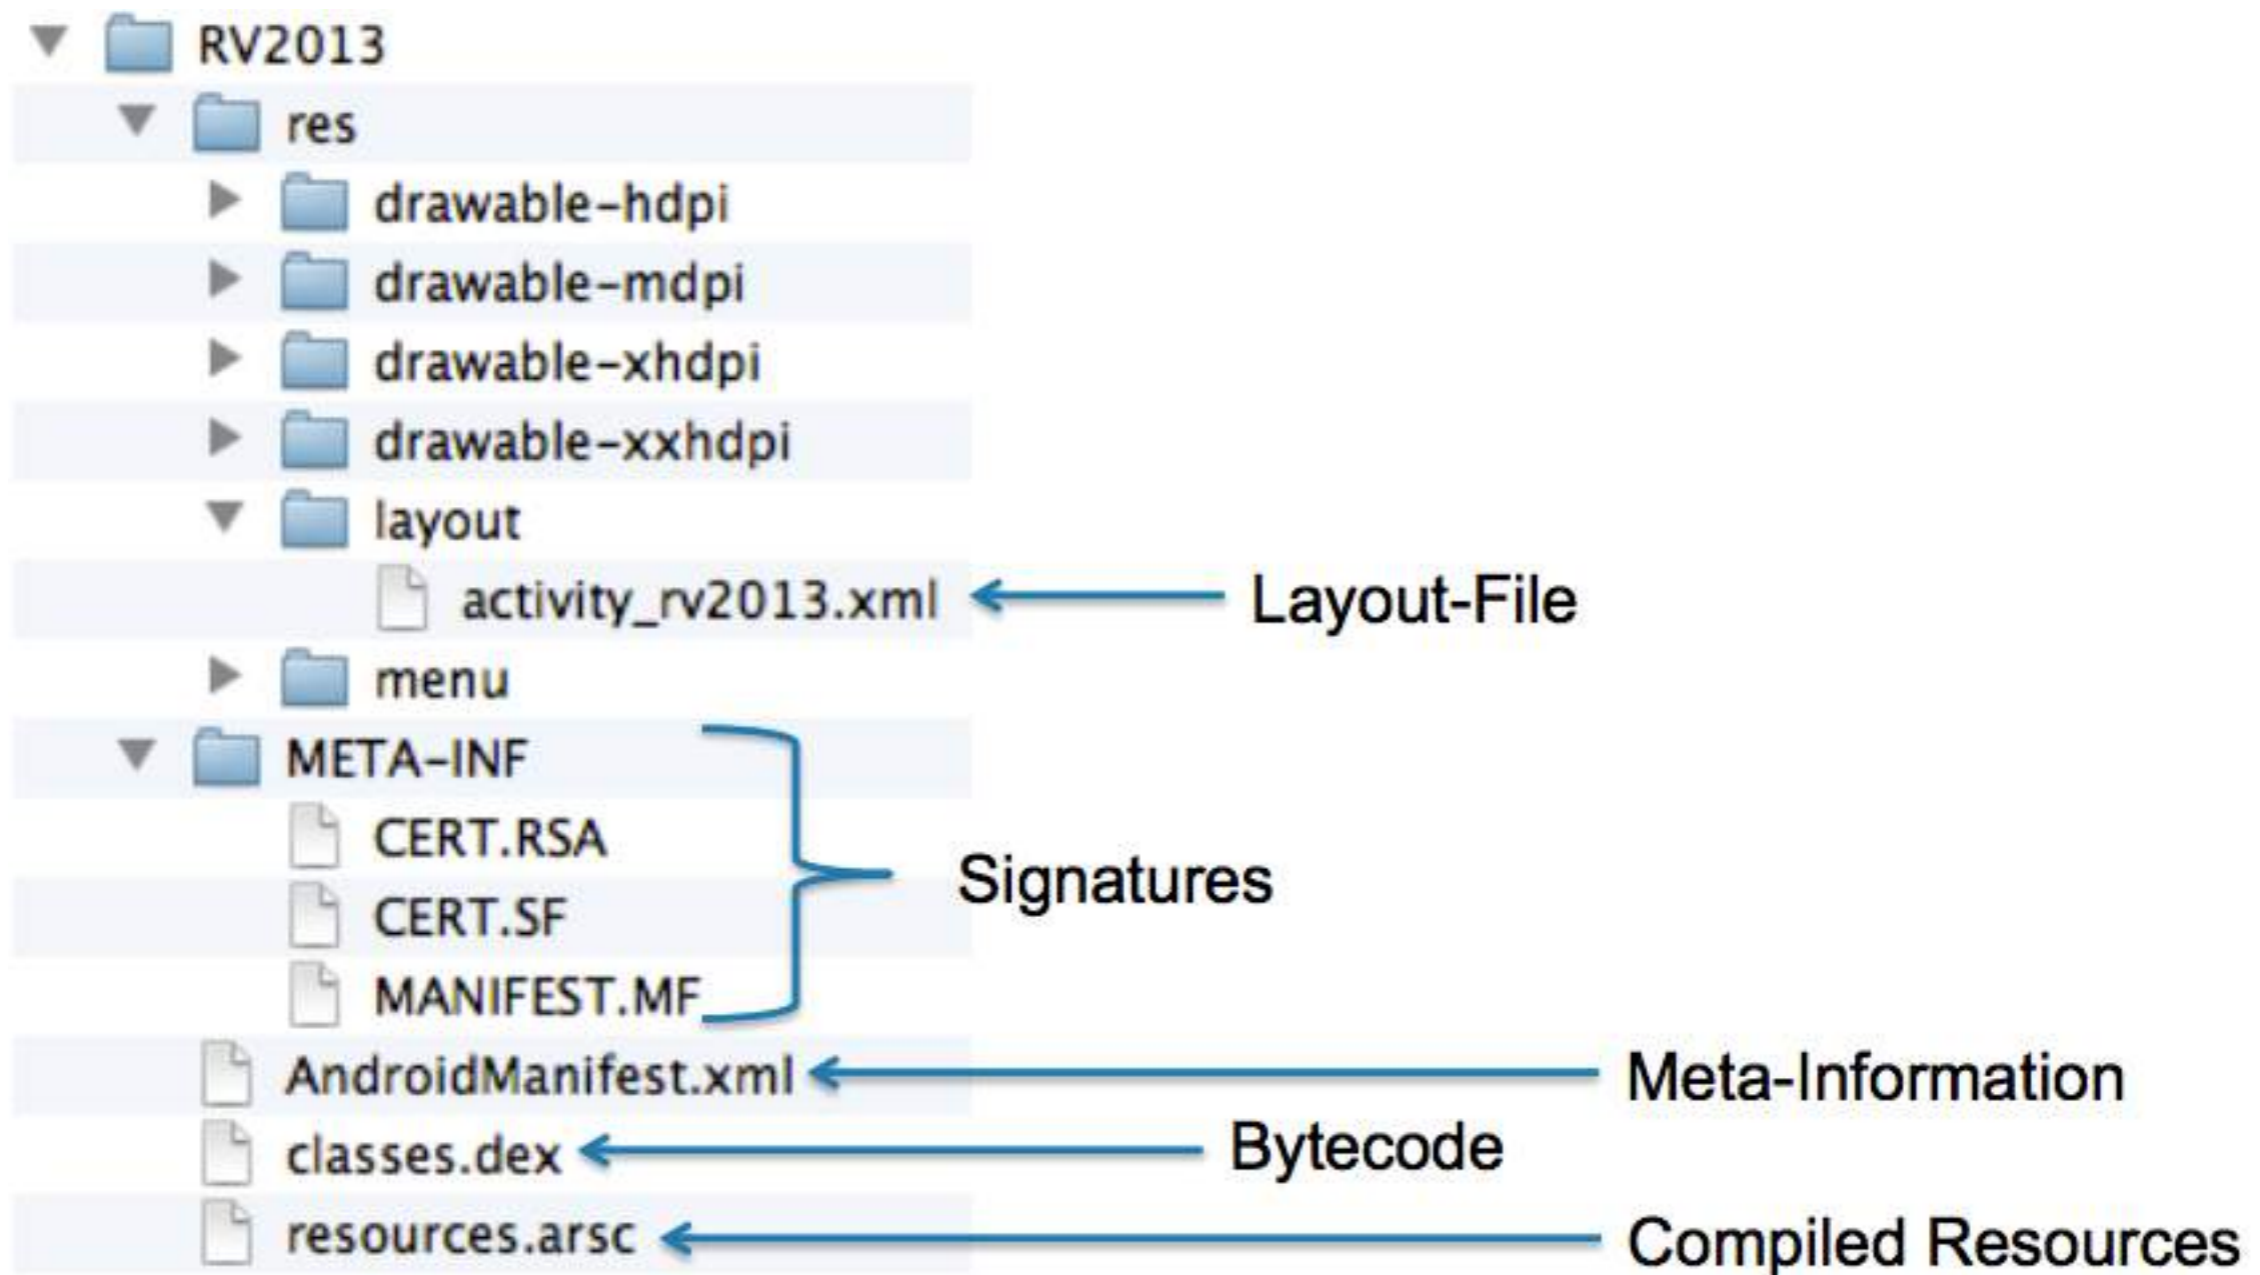 RV2013
res
drawable-hdpi
drawable-mdpi
drawable-xhdpi
drawable-xxhdpi
layout
activity_rv2013.xml
Layout-File
menu
META-INF
CERT.RSA
Signatures
CERT.SF
MANIFEST.MF
AndroidManifest.xml
Meta-Information
classes.dex
Bytecode
resources.arsc
Compiled Resources